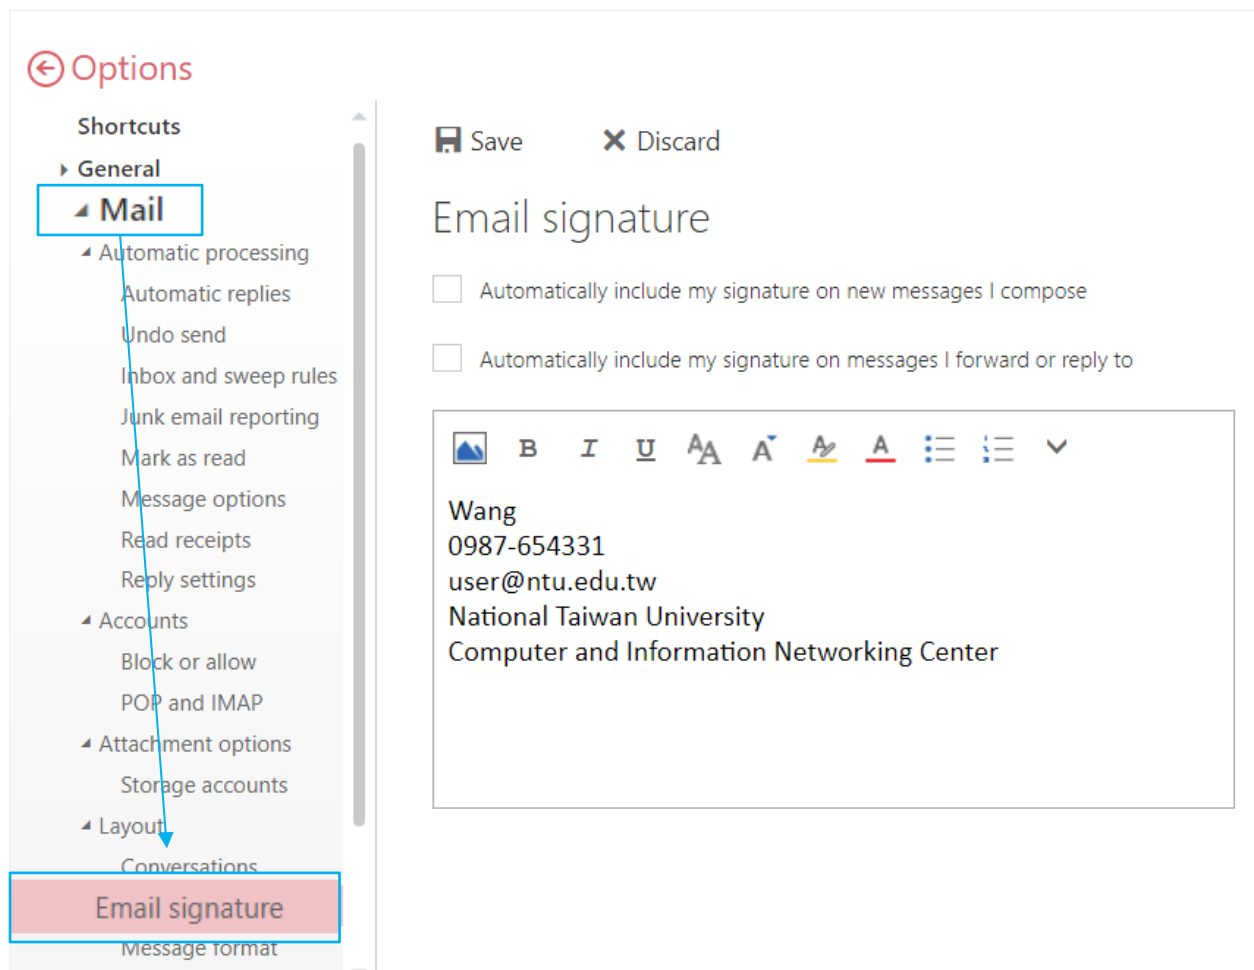 Options
Shortcuts
General
Mail
Automatic processing
Automatic replies
Undo send
Inbox and sweep rules
Junk email reporting
Mark as read
Message options
Read receipts
Reply settings
Accounts
Block or allow
POP and IMAP
Attachment options
Storage accounts
Layout
Conversations
Email signature
Message format
Save
Discard
Email signature
Automatically include my signature on new messages I compose
Automatically include my signature on messages I forward or reply to
B I U AA A A A
Wang
0987-654331
user@ntu.edu.tw
National Taiwan University
Computer and Information Networking Center